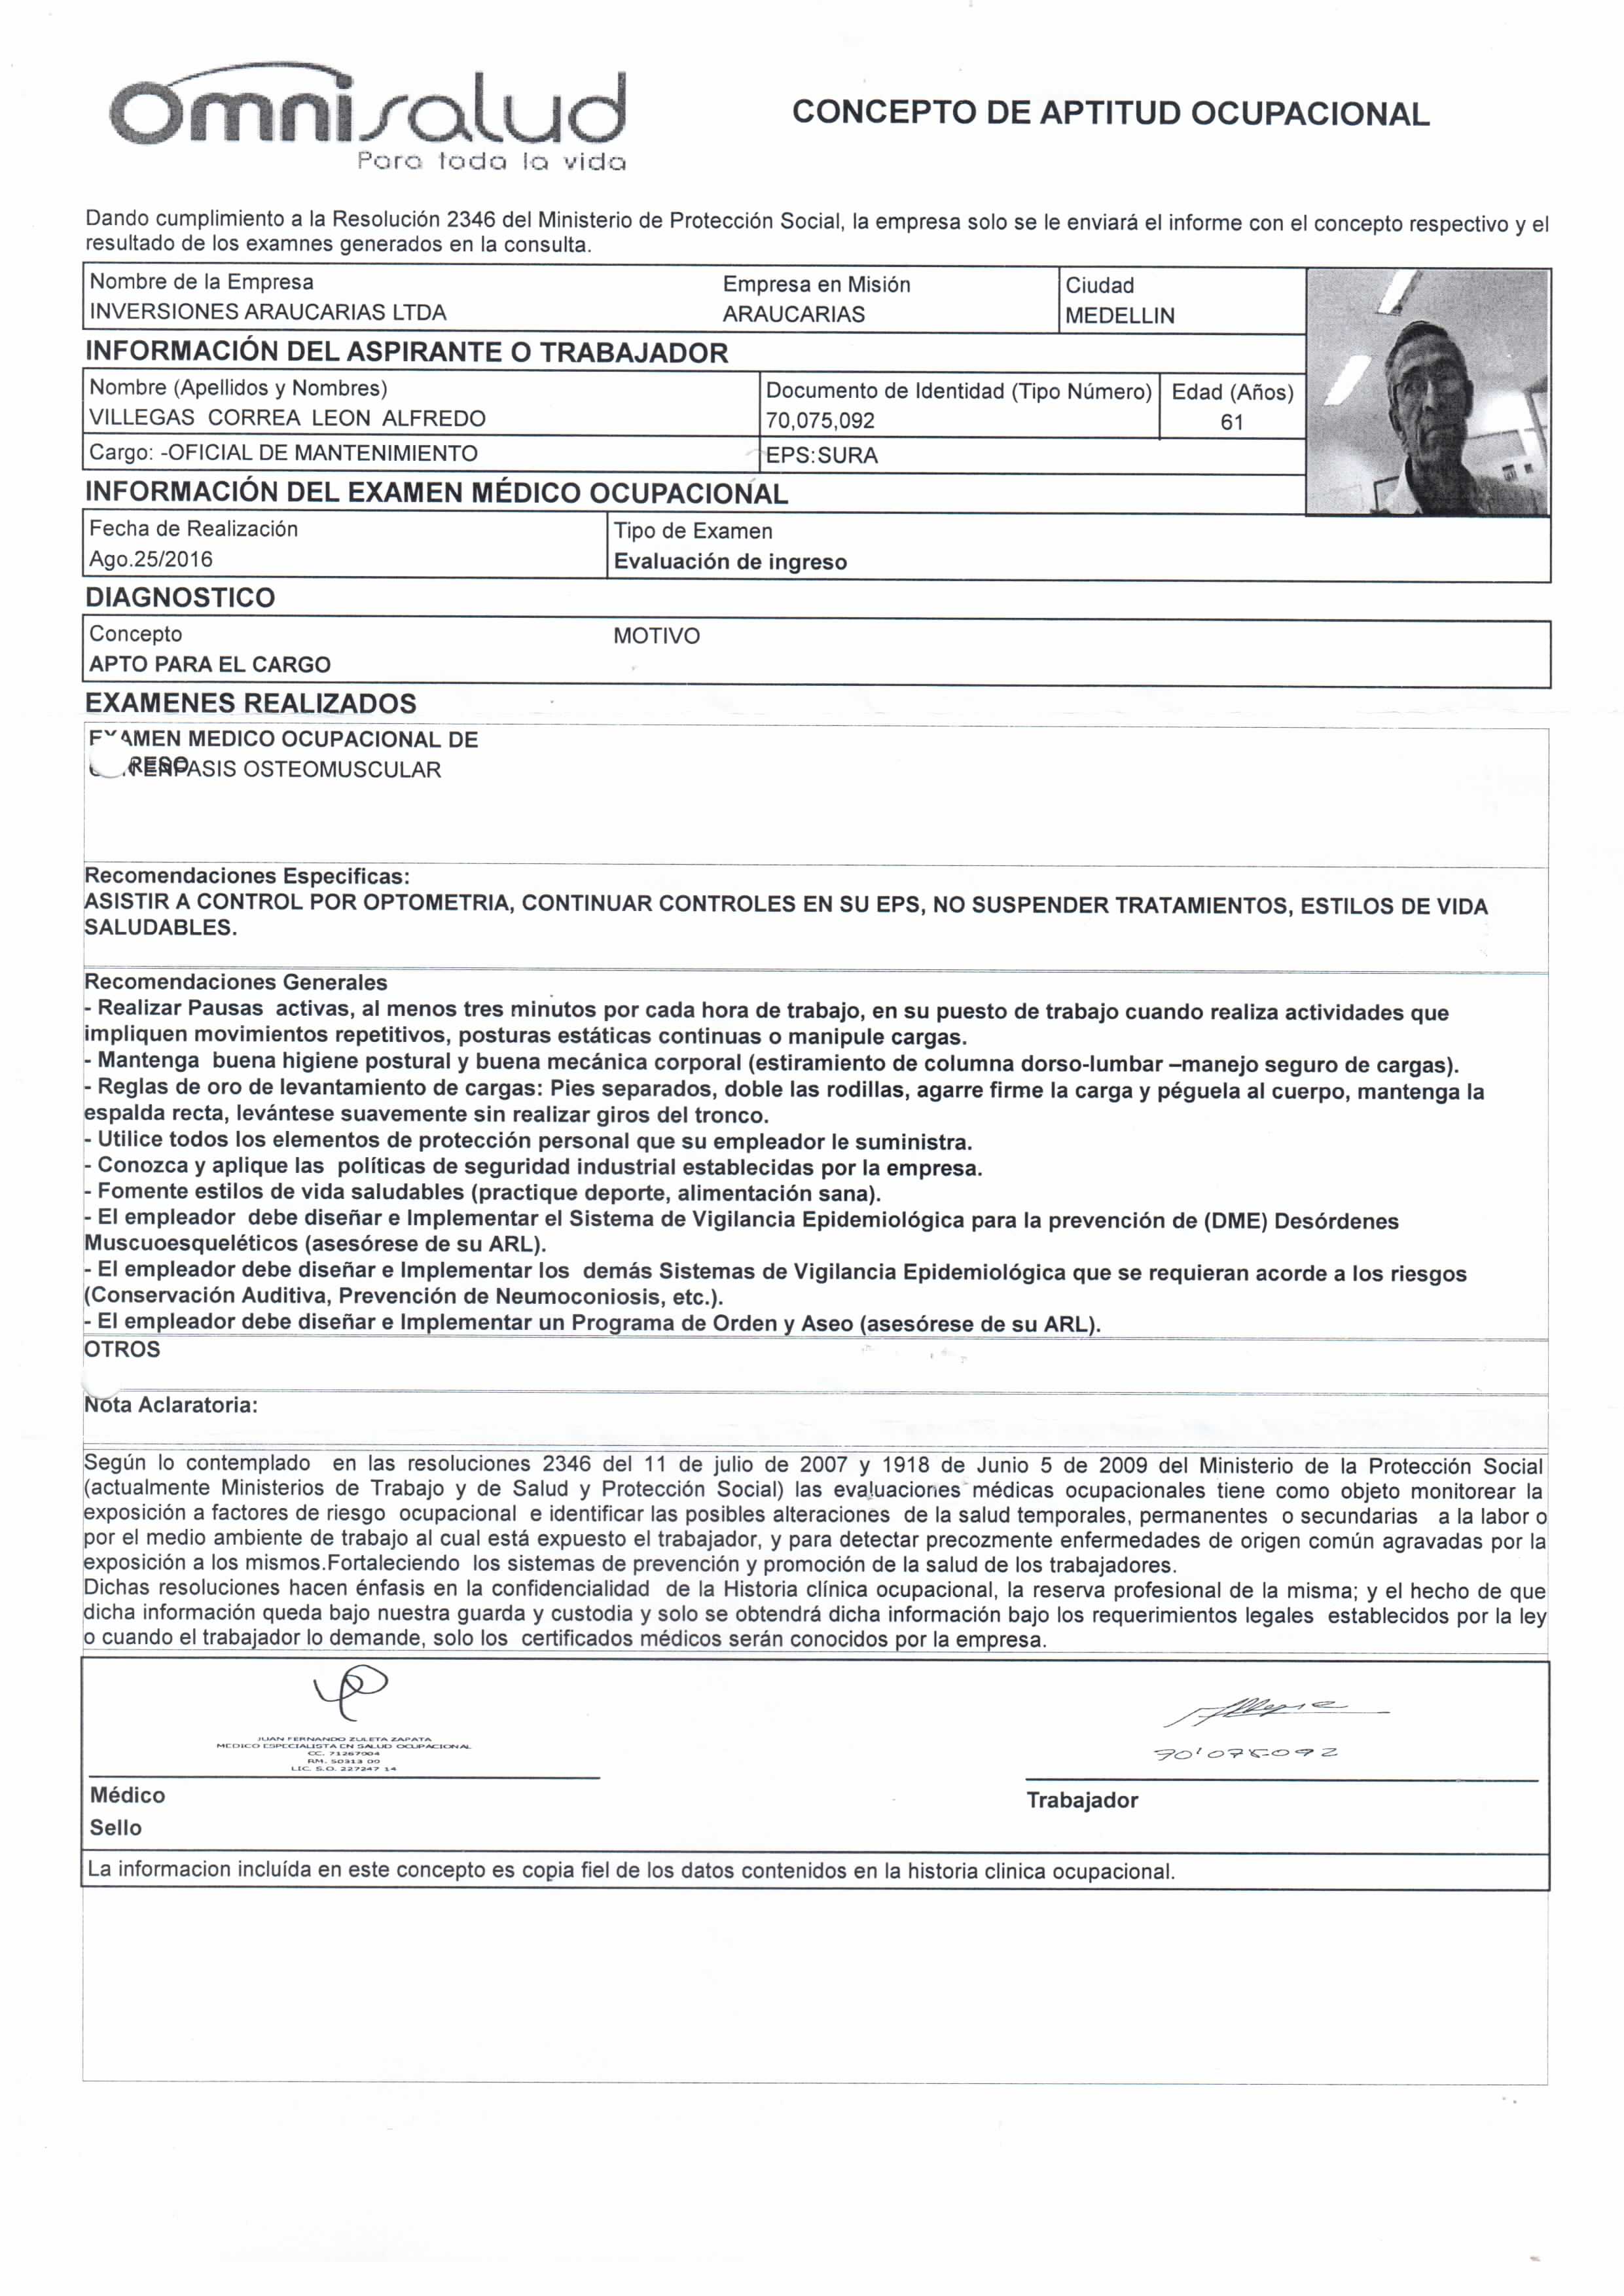 omnisalud
Para toda la vida
CONCEPTO DE APTITUD OCUPACIONAL
Dando cumplimiento a la Resolución 2346 del Ministerio de Protección Social, la empresa solo se le enviará el informe con el concepto respectivo y el
resultado de los examnes generados en la consulta.
Nombre de la Empresa Empresa en Misión Ciudad
INVERSIONES ARAUCARIAS LTDA ARAUCARIAS MEDELLIN
INFORMACIÓN DEL ASPIRANTE O TRABAJADOR
Nombre (Apellidos y Nombres) Documento de Identidad (Tipo Número) Edad (Años)
VILLEGAS CORREA LEON ALFREDO 70,075,092 61
Cargo: -OFICIAL DE MANTENIMIENTO EPS:SURA
INFORMACIÓN DEL EXAMEN MÉDICO OCUPACIONAL
Fecha de Realización Tipo de Examen
Ago.25/2016 Evaluación de ingreso
DIAGNOSTICO
Concepto MOTIVO
APTO PARA EL CARGO
EXAMENES REALIZADOS
EXAMEN MEDICO OCUPACIONAL DE
OSTEOMUSCULAR
Recomendaciones Especificas:
ASISTIR A CONTROL POR OPTOMETRIA, CONTINUAR CONTROLES EN SU EPS, NO SUSPENDER TRATAMIENTOS, ESTILOS DE VIDA
SALUDABLES.
Recomendaciones Generales
- Realizar Pausas activas, al menos tres minutos por cada hora de trabajo, en su puesto de trabajo cuando realiza actividades que
impliquen movimientos repetitivos, posturas estáticas continuas o manipule cargas.
- Mantenga buena higiene postural y buena mecánica corporal (estiramiento de columna dorso-lumbar –manejo seguro de cargas).
- Reglas de oro de levantamiento de cargas: Pies separados, doble las rodillas, agarre firme la carga y péguela al cuerpo, mantenga la
espalda recta, levántese suavemente sin realizar giros del tronco.
- Utilice todos los elementos de protección personal que su empleador le suministra.
- Conozca y aplique las políticas de seguridad industrial establecidas por la empresa.
- Fomente estilos de vida saludables (practique deporte, alimentación sana).
- El empleador debe diseñar e Implementar el Sistema de Vigilancia Epidemiológica para la prevención de (DME) Desórdenes
Muscuoesqueléticos (asesórese de su ARL).
- El empleador debe diseñar e Implementar los demás Sistemas de Vigilancia Epidemiológica que se requieran acorde a los riesgos
(Conservación Auditiva, Prevención de Neumoconiosis, etc.).
- El empleador debe diseñar e Implementar un Programa de Orden y Aseo (asesórese de su ARL).
OTROS
Nota Aclaratoria:
Según lo contemplado en las resoluciones 2346 del 11 de julio de 2007 y 1918 de Junio 5 de 2009 del Ministerio de la Protección Social
(actualmente Ministerios de Trabajo y de Salud y Protección Social) las evaluaciones médicas ocupacionales tiene como objeto monitorear la
exposición a factores de riesgo ocupacional e identificar las posibles alteraciones de la salud temporales, permanentes o secundarias a la labor o
por el medio ambiente de trabajo al cual está expuesto el trabajador, y para detectar precozmente enfermedades de origen común agravadas por la
exposición a los mismos.Fortaleciendo los sistemas de prevención y promoción de la salud de los trabajadores.
Dichas resoluciones hacen énfasis en la confidencialidad de la Historia clínica ocupacional, la reserva profesional de la misma; y el hecho de que
dicha información queda bajo nuestra guarda y custodia y solo se obtendrá dicha información bajo los requerimientos legales establecidos por la ley
o cuando el trabajador lo demande, solo los certificados médicos serán conocidos por la empresa.
JUAN FERNANDO ZULETA ZAPATA
MEDICO ESPECIALISTA EN SALUD OCUPACIONAL
CC. 71267004
RM. 50313 00
LIC. S.O. 227247 14
70'075092
Médico Trabajador
Sello
La informacion incluída en este concepto es copia fiel de los datos contenidos en la historia clinica ocupacional.